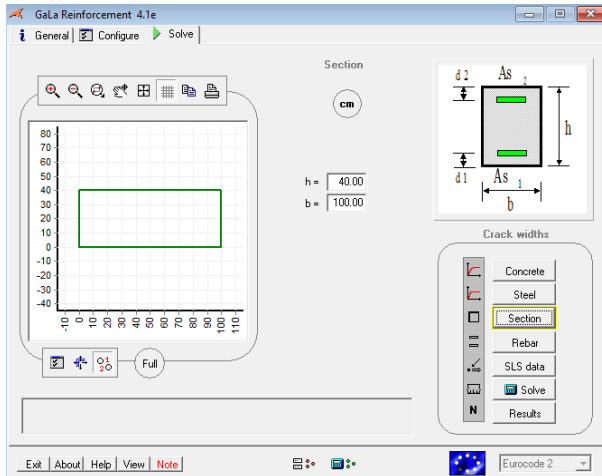 GaLa Reinforcement 4.1e
i General Configure Solve
Section
cm
h = 40.00
b = 100.00
80
70
60
50
40
30
20
10
0
-10
-20
-30
-40
-10 0 10 20 30 40 50 60 70 80 90 100 110
Full
d 2 As 2
h
d 1 As 1
b
Crack widths
Concrete
Steel
Section
Rebar
SLS data
Solve
N Results
Exit About Help View Note
Eurocode 2